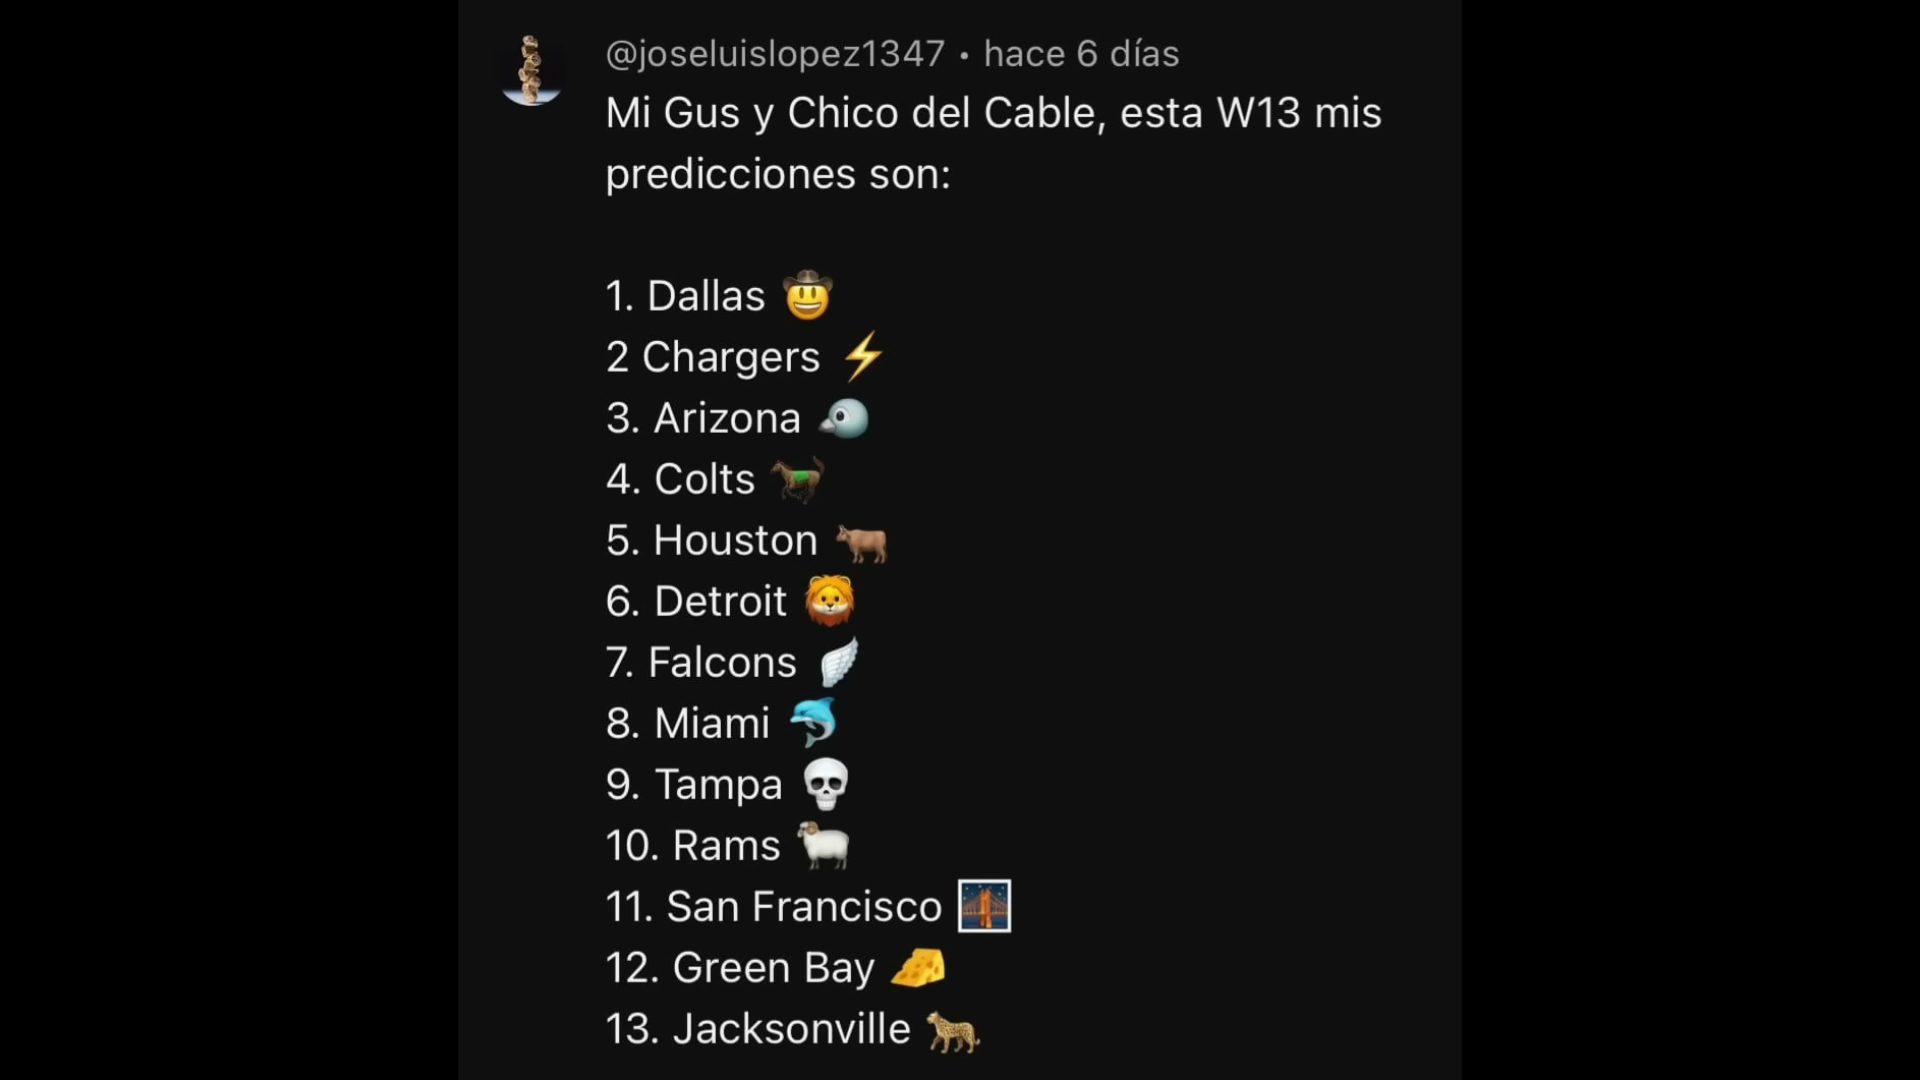 @joseluislopez1347 • hace 6 días
Mi Gus y Chico del Cable, esta W13 mis
predicciones son:
1. Dallas 🤠
2 Chargers ⚡
3. Arizona 🐦
4. Colts 🐎
5. Houston 🐂
6. Detroit 🦁
7. Falcons 🪽
8. Miami 🐬
9. Tampa 💀
10. Rams 🐏
11. San Francisco 🌉
12. Green Bay 🧀
13. Jacksonville 🐆